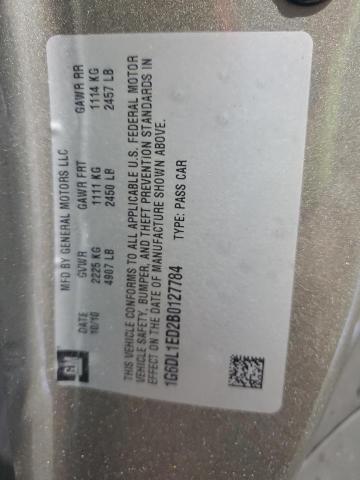 MFD BY GENERAL MOTORS LLC
DATE GVWR GAWR FRT GAWR RR
10/10 2225 KG 1111 KG 1114 KG
4907 LB 2450 LB 2457 LB
THIS VEHICLE CONFORMS TO ALL APPLICABLE U.S. FEDERAL MOTOR
VEHICLE SAFETY, BUMPER, AND THEFT PREVENTION STANDARDS IN
EFFECT ON THE DATE OF MANUFACTURE SHOWN ABOVE.
1G6DL1ED2B0127784 TYPE: PASS CAR